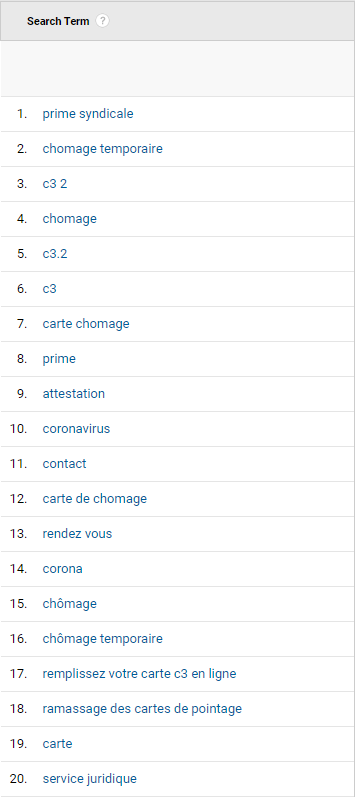 Search Term ?
1. prime syndicale
2. chomage temporaire
3. c3 2
4. chomage
5. c3.2
6. c3
7. carte chomage
8. prime
9. attestation
10. coronavirus
11. contact
12. carte de chomage
13. rendez vous
14. corona
15. chômage
16. chômage temporaire
17. remplissez votre carte c3 en ligne
18. ramassage des cartes de pointage
19. carte
20. service juridique